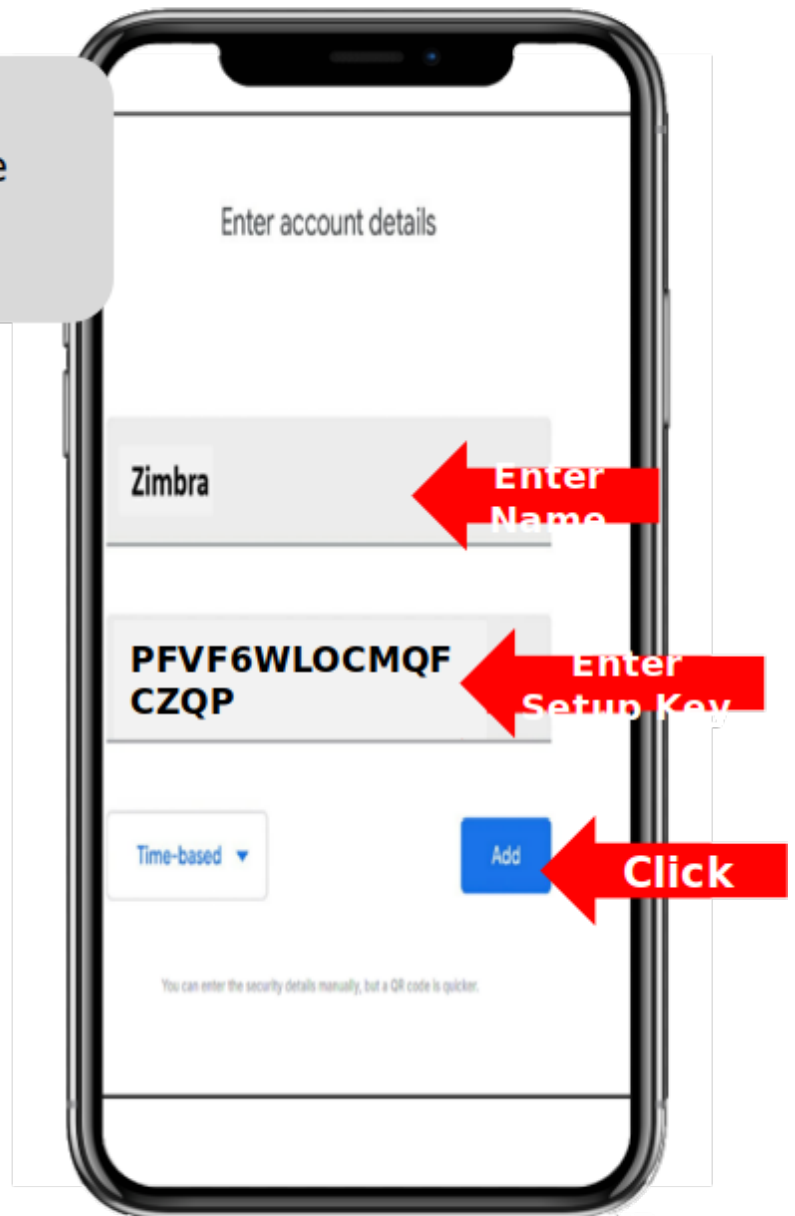 e
Enter account details
Zimbra
Enter
Name
PFVF6WLOCMQF
CZQP
Enter
Setup Key
Time-based
Add
Click
You can enter the security details manually, but a QR code is quicker.